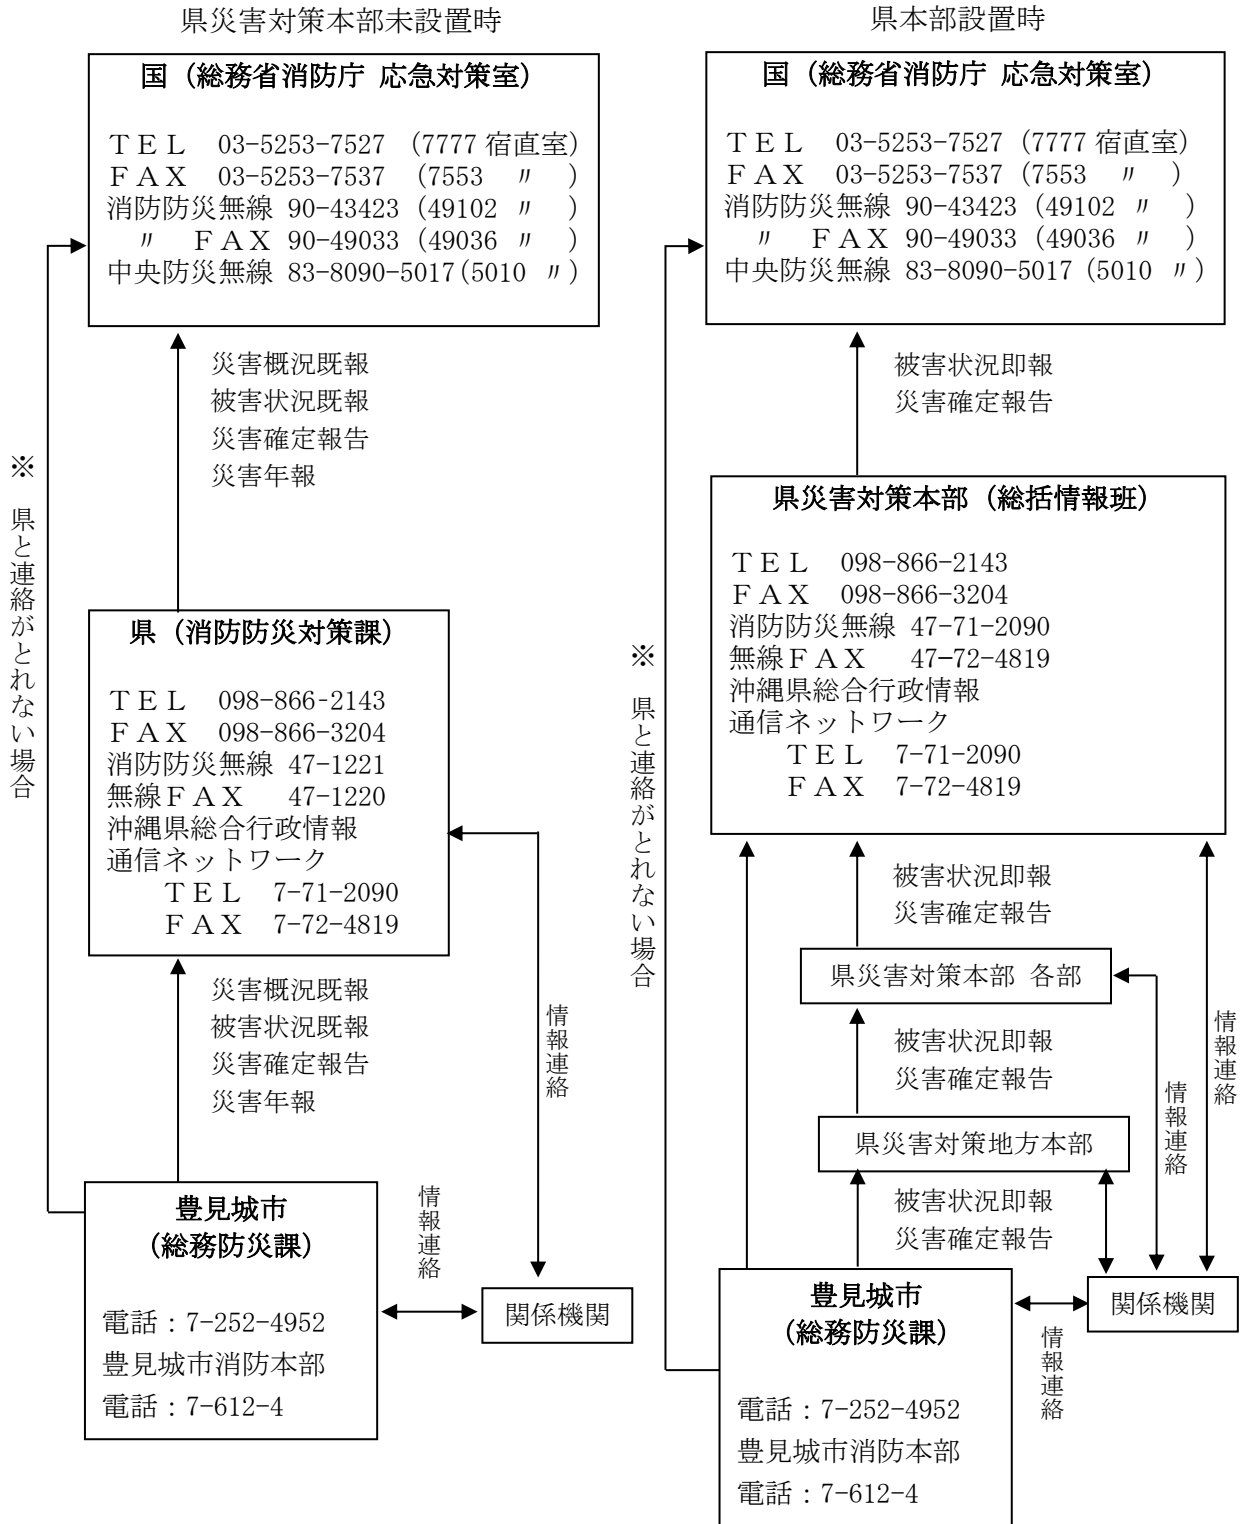 県災害対策本部未設置時
国（総務省消防庁 応急対策室）
ＴＥＬ 03-5253-7527 （7777 宿直室）
ＦＡＸ 03-5253-7537 （7553 〃 ）
消防防災無線 90-43423（49102 〃 ）
〃 ＦＡＸ 90-49033（49036 〃 ）
中央防災無線 83-8090-5017（5010 〃）
災害概況既報
被害状況既報
災害確定報告
災害年報
※ 県と連絡がとれない場合
県（消防防災対策課）
ＴＥＬ 098-866-2143
ＦＡＸ 098-866-3204
消防防災無線 47-1221
無線ＦＡＸ 47-1220
沖縄県総合行政情報
通信ネットワーク
ＴＥＬ 7-71-2090
ＦＡＸ 7-72-4819
災害概況既報
被害状況既報
災害確定報告
災害年報
情報連絡
豊見城市
（総務防災課）
電話：7-252-4952
豊見城市消防本部
電話：7-612-4
情報連絡
関係機関
県本部設置時
国（総務省消防庁 応急対策室）
ＴＥＬ 03-5253-7527（7777 宿直室）
ＦＡＸ 03-5253-7537（7553 〃 ）
消防防災無線 90-43423（49102 〃 ）
〃 ＦＡＸ 90-49033（49036 〃 ）
中央防災無線 83-8090-5017（5010 〃）
被害状況即報
災害確定報告
※ 県と連絡がとれない場合
県災害対策本部（総括情報班）
ＴＥＬ 098-866-2143
ＦＡＸ 098-866-3204
消防防災無線 47-71-2090
無線ＦＡＸ 47-72-4819
沖縄県総合行政情報
通信ネットワーク
ＴＥＬ 7-71-2090
ＦＡＸ 7-72-4819
被害状況即報
災害確定報告
県災害対策本部 各部
被害状況即報
災害確定報告
情報連絡
情報連絡
県災害対策地方本部
被害状況即報
災害確定報告
豊見城市
（総務防災課）
電話：7-252-4952
豊見城市消防本部
電話：7-612-4
情報連絡
関係機関